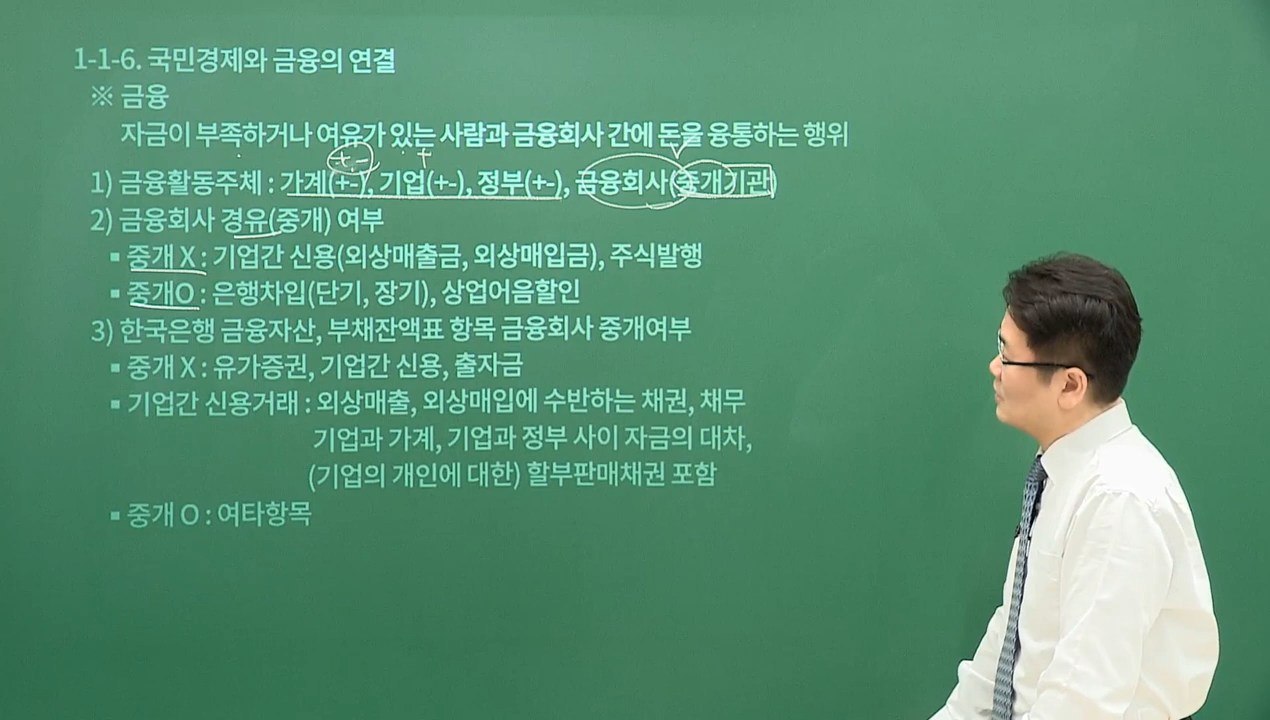 1-1-6. 국민경제와 금융의 연결
※ 금융
자금이 부족하거나 여유가 있는 사람과 금융회사 간에 돈을 융통하는 행위
+ - +
1) 금융활동주체 : 가계(+-), 기업(+-), 정부(+-), 금융회사(중개기관)
2) 금융회사 경유(중개) 여부
▪ 중개 X : 기업간 신용(외상매출금, 외상매입금), 주식발행
▪ 중개O : 은행차입(단기, 장기), 상업어음할인
3) 한국은행 금융자산, 부채잔액표 항목 금융회사 중개여부
▪ 중개 X : 유가증권, 기업간 신용, 출자금
▪ 기업간 신용거래 : 외상매출, 외상매입에 수반하는 채권, 채무
기업과 가계, 기업과 정부 사이 자금의 대차,
(기업의 개인에 대한) 할부판매채권 포함
▪ 중개 O : 여타항목